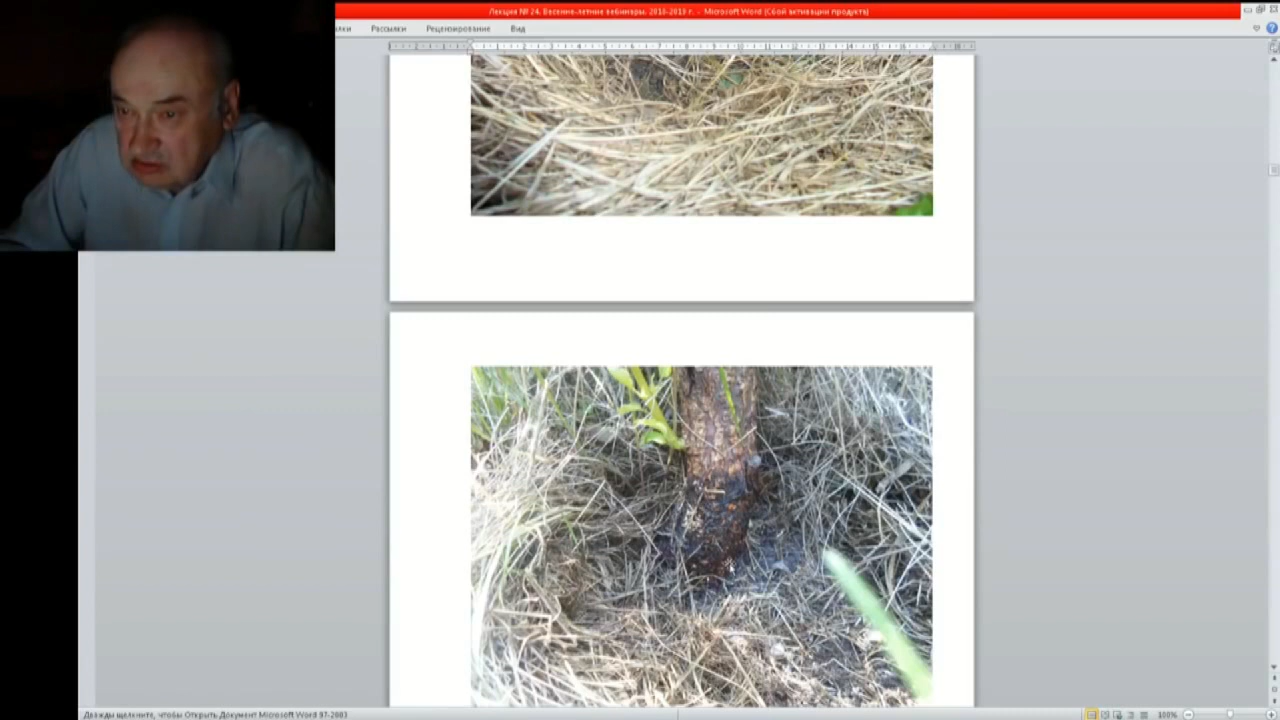 Лекция № 24. Весенне-летние вебинары. 2018-2019 г. - Microsoft Word (Сбой активации продукта)
Рассылки
Рецензирование
Вид
Дважды щелкните, чтобы Открыть Документ Microsoft Word 97-2003
100%